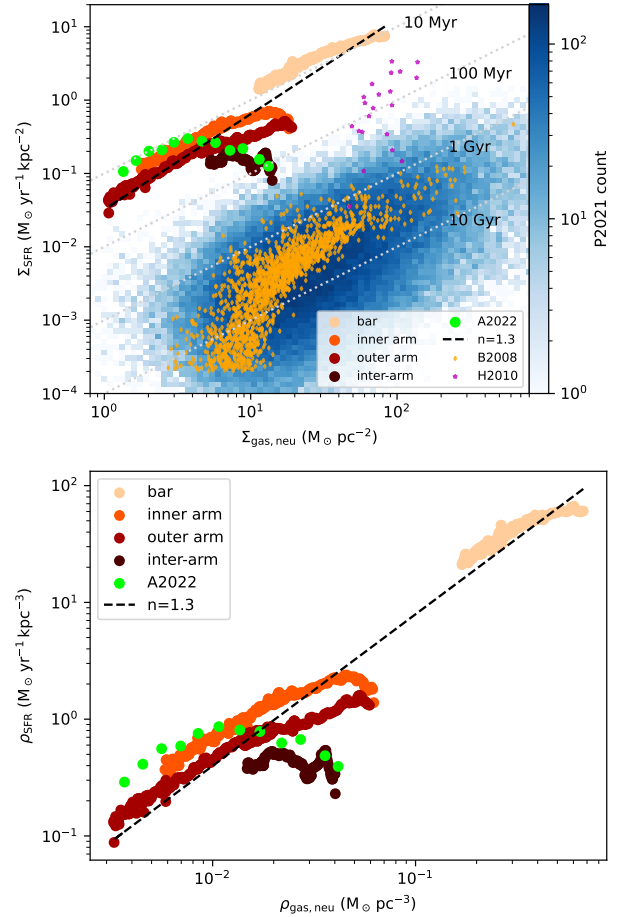 10 Myr
100 Myr
1 Gyr
10 Gyr
10¹
10⁰
10⁻¹
10⁻²
10⁻³
10⁻⁴
Σ_SFR (M⊙ yr⁻¹ kpc⁻²)
bar
inner arm
outer arm
inter-arm
A2022
n=1.3
B2008
H2010
10⁰ 10¹ 10²
Σ_gas, neu (M⊙ pc⁻²)
10²
10¹
10⁰
P2021 count
bar
inner arm
outer arm
inter-arm
A2022
n=1.3
10²
10¹
10⁰
10⁻¹
ρ_SFR (M⊙ yr⁻¹ kpc⁻³)
10⁻² 10⁻¹
ρ_gas, neu (M⊙ pc⁻³)